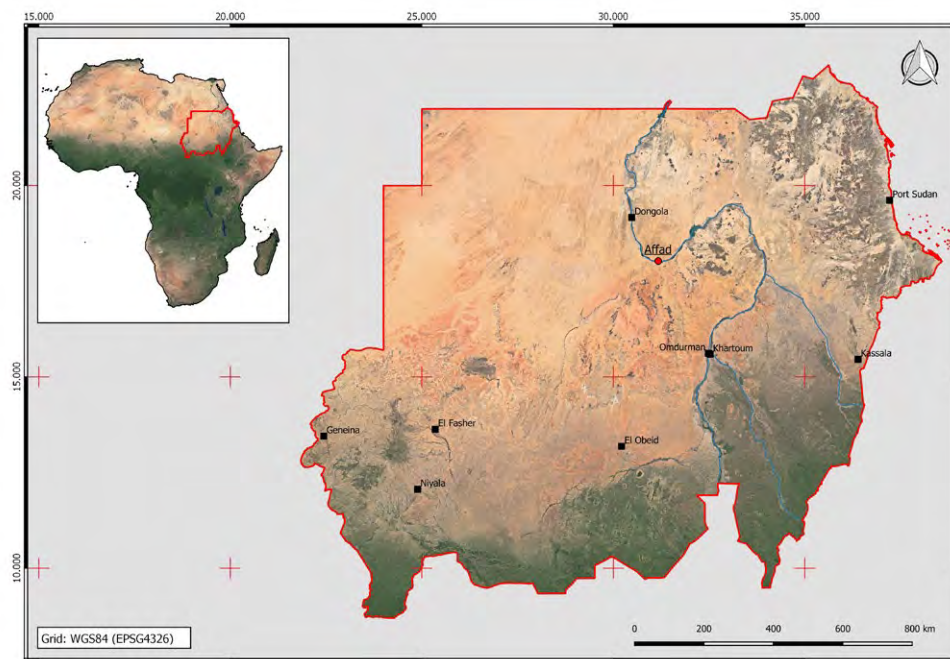 15.000 20.000 25.000 30.000 35.000
20.000
Port Sudan
Dongola
Affad
15.000
Omdurman Khartoum
Kassala
El Fasher
Geneina
El Obeid
Niyala
10.000
Grid: WGS84 (EPSG4326)
0 200 400 600 800 km